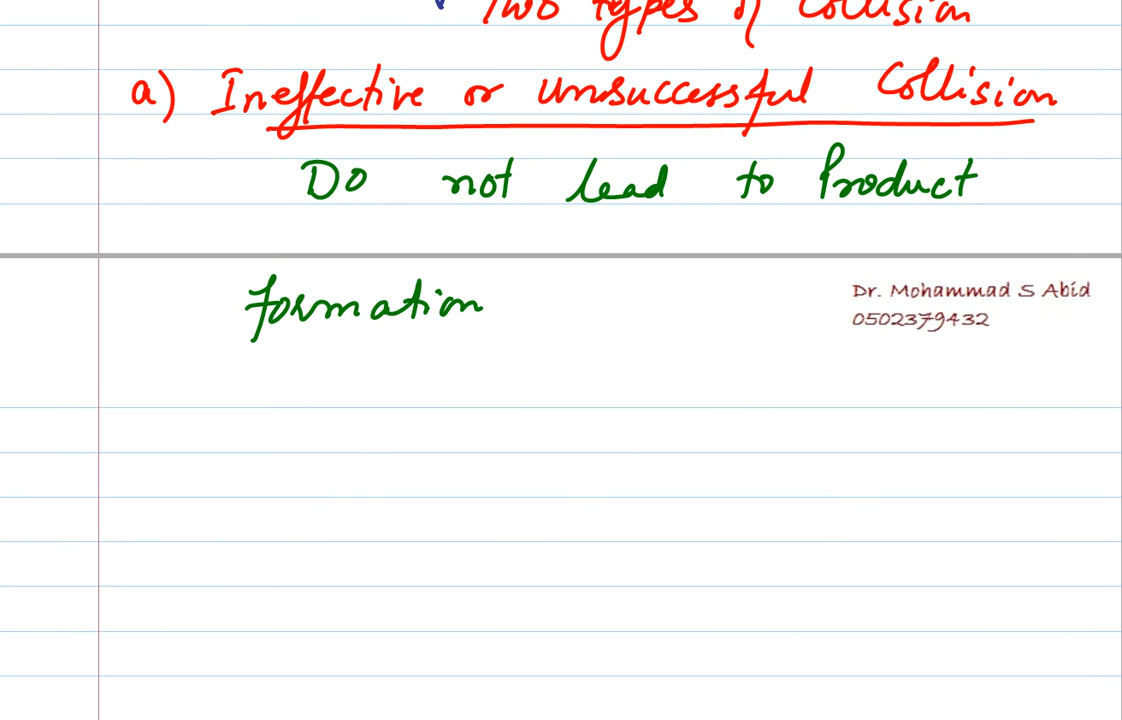 Two types of Collision
a) Ineffective or unsuccessful Collision
Do not lead to Product
formation
Dr. Mohammad S Abid
0502379432